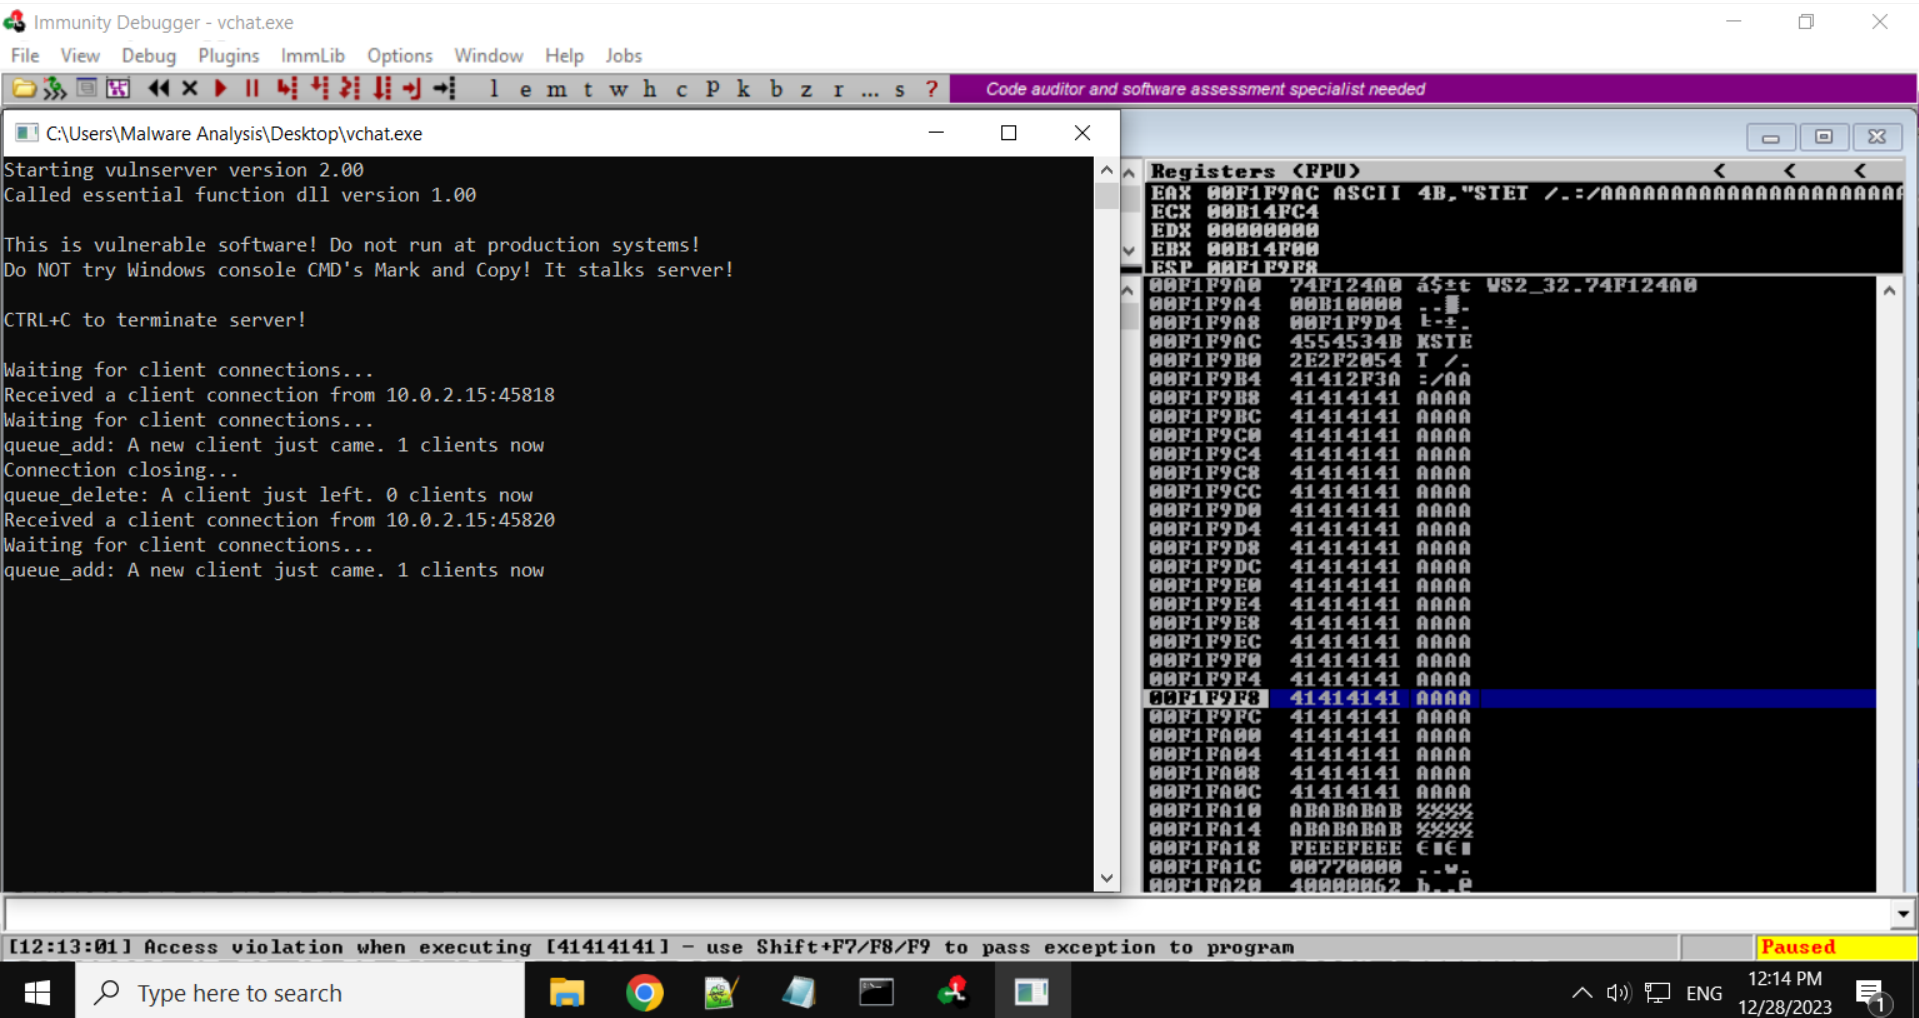 Immunity Debugger - vchat.exe
File View Debug Plugins ImmLib Options Window Help Jobs
l e m t w h c P k b z r ... s ?
Code auditor and software assessment specialist needed
C:\Users\Malware Analysis\Desktop\vchat.exe
Starting vulnserver version 2.00
Called essential function dll version 1.00
This is vulnerable software! Do not run at production systems!
Do NOT try Windows console CMD's Mark and Copy! It stalks server!
CTRL+C to terminate server!
Waiting for client connections...
Received a client connection from 10.0.2.15:45818
Waiting for client connections...
queue_add: A new client just came. 1 clients now
Connection closing...
queue_delete: A client just left. 0 clients now
Received a client connection from 10.0.2.15:45820
Waiting for client connections...
queue_add: A new client just came. 1 clients now
Registers (FPU) < < <
EAX 00F1F9AC ASCII 4B,"STET /.:/AAAAAAAAAAAAAAAAAAAAAA
ECX 00B14FC4
EDX 00000000
EBX 00B14F00
ESP 00F1F9F8
00F1F9A0 74F124A0 á$±t WS2_32.74F124A0
00F1F9A4 00B10000 ..▒.
00F1F9A8 00F1F9D4 ╘·±.
00F1F9AC 4554534B KSTE
00F1F9B0 2E2F2054 T /.
00F1F9B4 41412F3A :/AA
00F1F9B8 41414141 AAAA
00F1F9BC 41414141 AAAA
00F1F9C0 41414141 AAAA
00F1F9C4 41414141 AAAA
00F1F9C8 41414141 AAAA
00F1F9CC 41414141 AAAA
00F1F9D0 41414141 AAAA
00F1F9D4 41414141 AAAA
00F1F9D8 41414141 AAAA
00F1F9DC 41414141 AAAA
00F1F9E0 41414141 AAAA
00F1F9E4 41414141 AAAA
00F1F9E8 41414141 AAAA
00F1F9EC 41414141 AAAA
00F1F9F0 41414141 AAAA
00F1F9F4 41414141 AAAA
00F1F9F8 41414141 AAAA
00F1F9FC 41414141 AAAA
00F1FA00 41414141 AAAA
00F1FA04 41414141 AAAA
00F1FA08 41414141 AAAA
00F1FA0C 41414141 AAAA
00F1FA10 ABABABAB ½½½½
00F1FA14 ABABABAB ½½½½
00F1FA18 FEEEFEEE ε■ε■
00F1FA1C 00770000 ..w.
00F1FA20 40000062 b..@
[12:13:01] Access violation when executing [41414141] - use Shift+F7/F8/F9 to pass exception to program
Paused
Type here to search
ENG
12:14 PM
12/28/2023
1